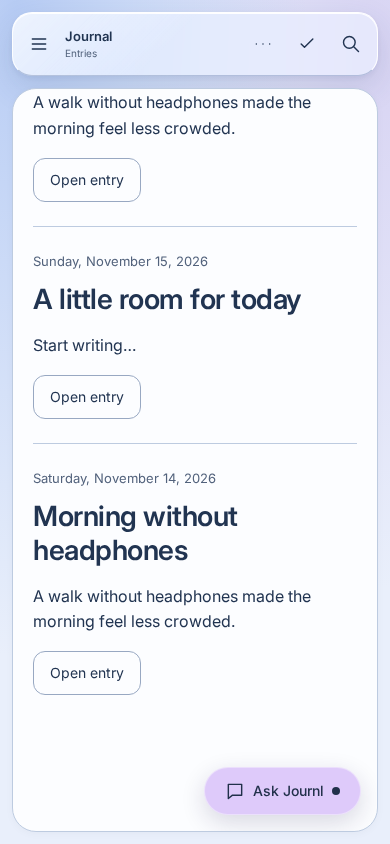 Journal
Entries
A walk without headphones made the
morning feel less crowded.
Open entry
Sunday, November 15, 2026
A little room for today
Start writing...
Open entry
Saturday, November 14, 2026
Morning without
headphones
A walk without headphones made the
morning feel less crowded.
Open entry
Ask Journl